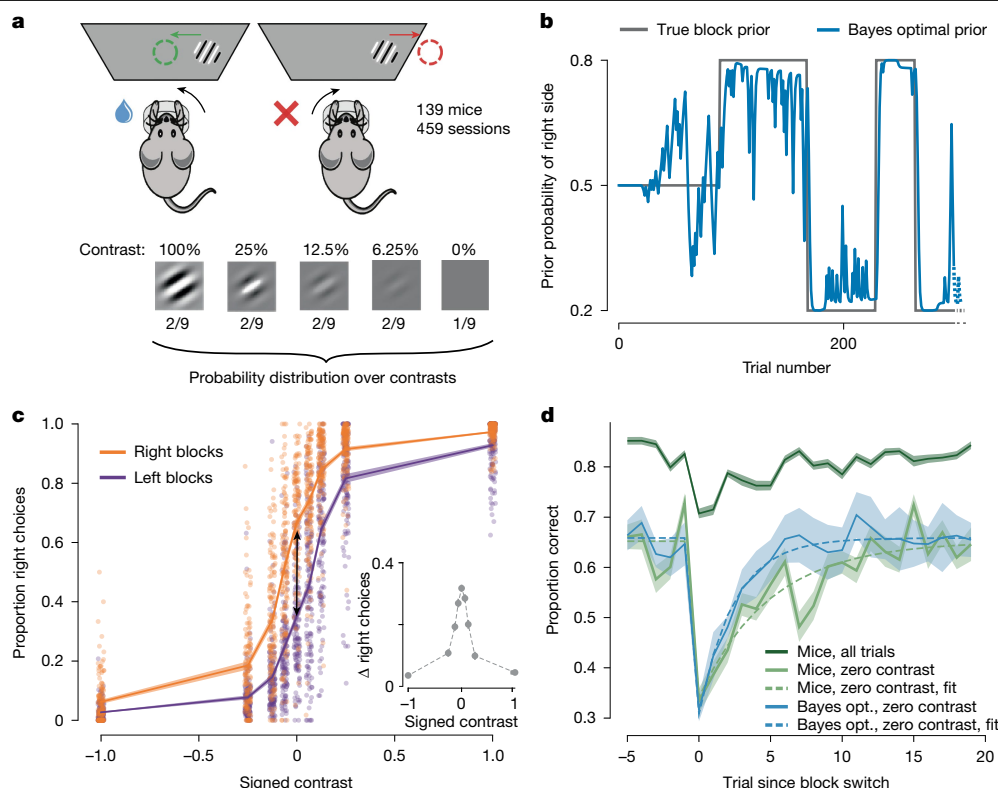 a
139 mice
459 sessions
Contrast: 100% 25% 12.5% 6.25% 0%
2/9 2/9 2/9 2/9 1/9
Probability distribution over contrasts
b
True block prior Bayes optimal prior
Prior probability of right side
0.8
0.5
0.2
0 200
Trial number
c
Right blocks
Left blocks
Proportion right choices
1.0
0.8
0.6
0.4
0.2
0
−1.0 −0.5 0 0.5 1.0
Signed contrast
Δ right choices
0.4
0
−1 0 1
Signed contrast
d
Proportion correct
0.8
0.7
0.6
0.5
0.4
0.3
Mice, all trials
Mice, zero contrast
Mice, zero contrast, fit
Bayes opt., zero contrast
Bayes opt., zero contrast, fit
−5 0 5 10 15 20
Trial since block switch